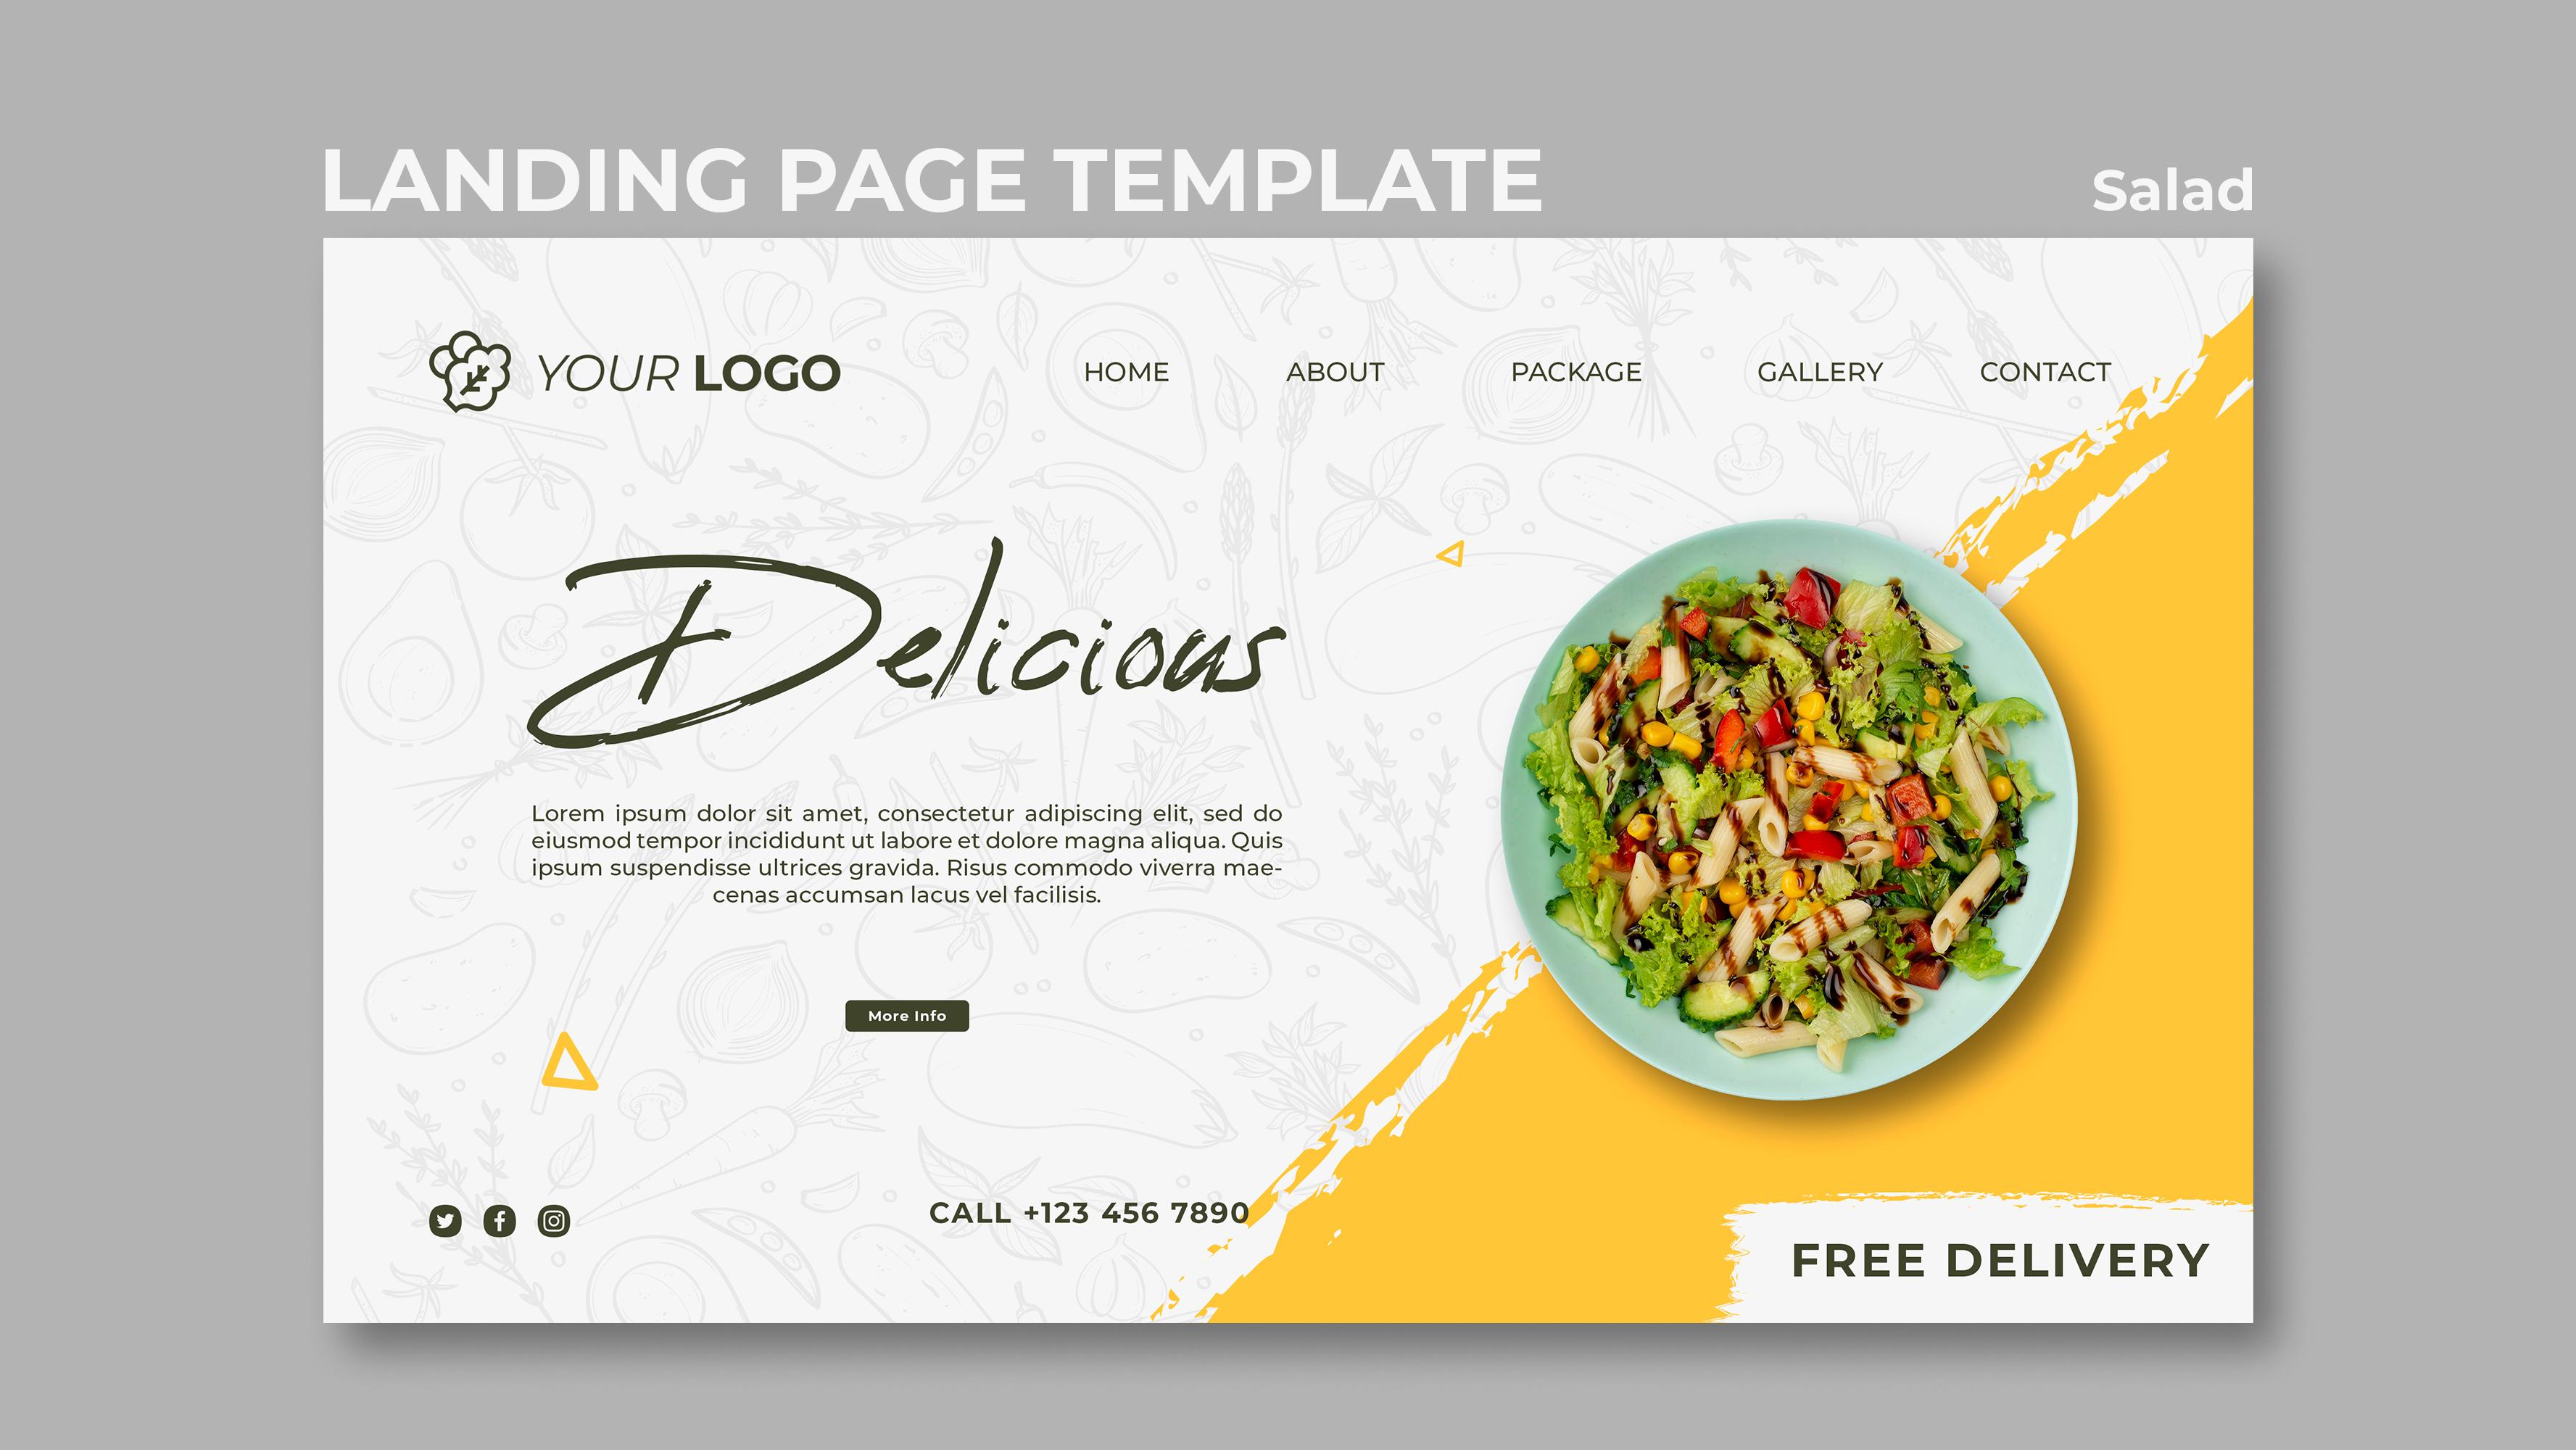 LANDING PAGE TEMPLATE
Salad
YOUR LOGO
HOME ABOUT PACKAGE GALLERY CONTACT
Delicious
Lorem ipsum dolor sit amet, consectetur adipiscing elit, sed do
eiusmod tempor incididunt ut labore et dolore magna aliqua. Quis
ipsum suspendisse ultrices gravida. Risus commodo viverra mae-
cenas accumsan lacus vel facilisis.
More Info
CALL +123 456 7890
FREE DELIVERY